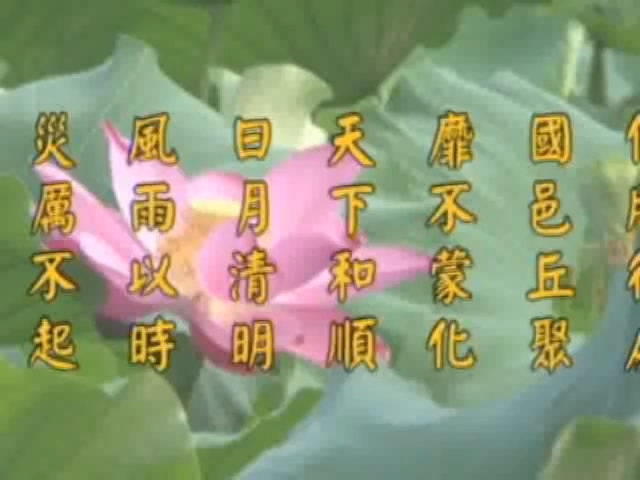 國邑丘聚
靡不蒙化
天下和順
日月清明
風雨以時
災厲不起